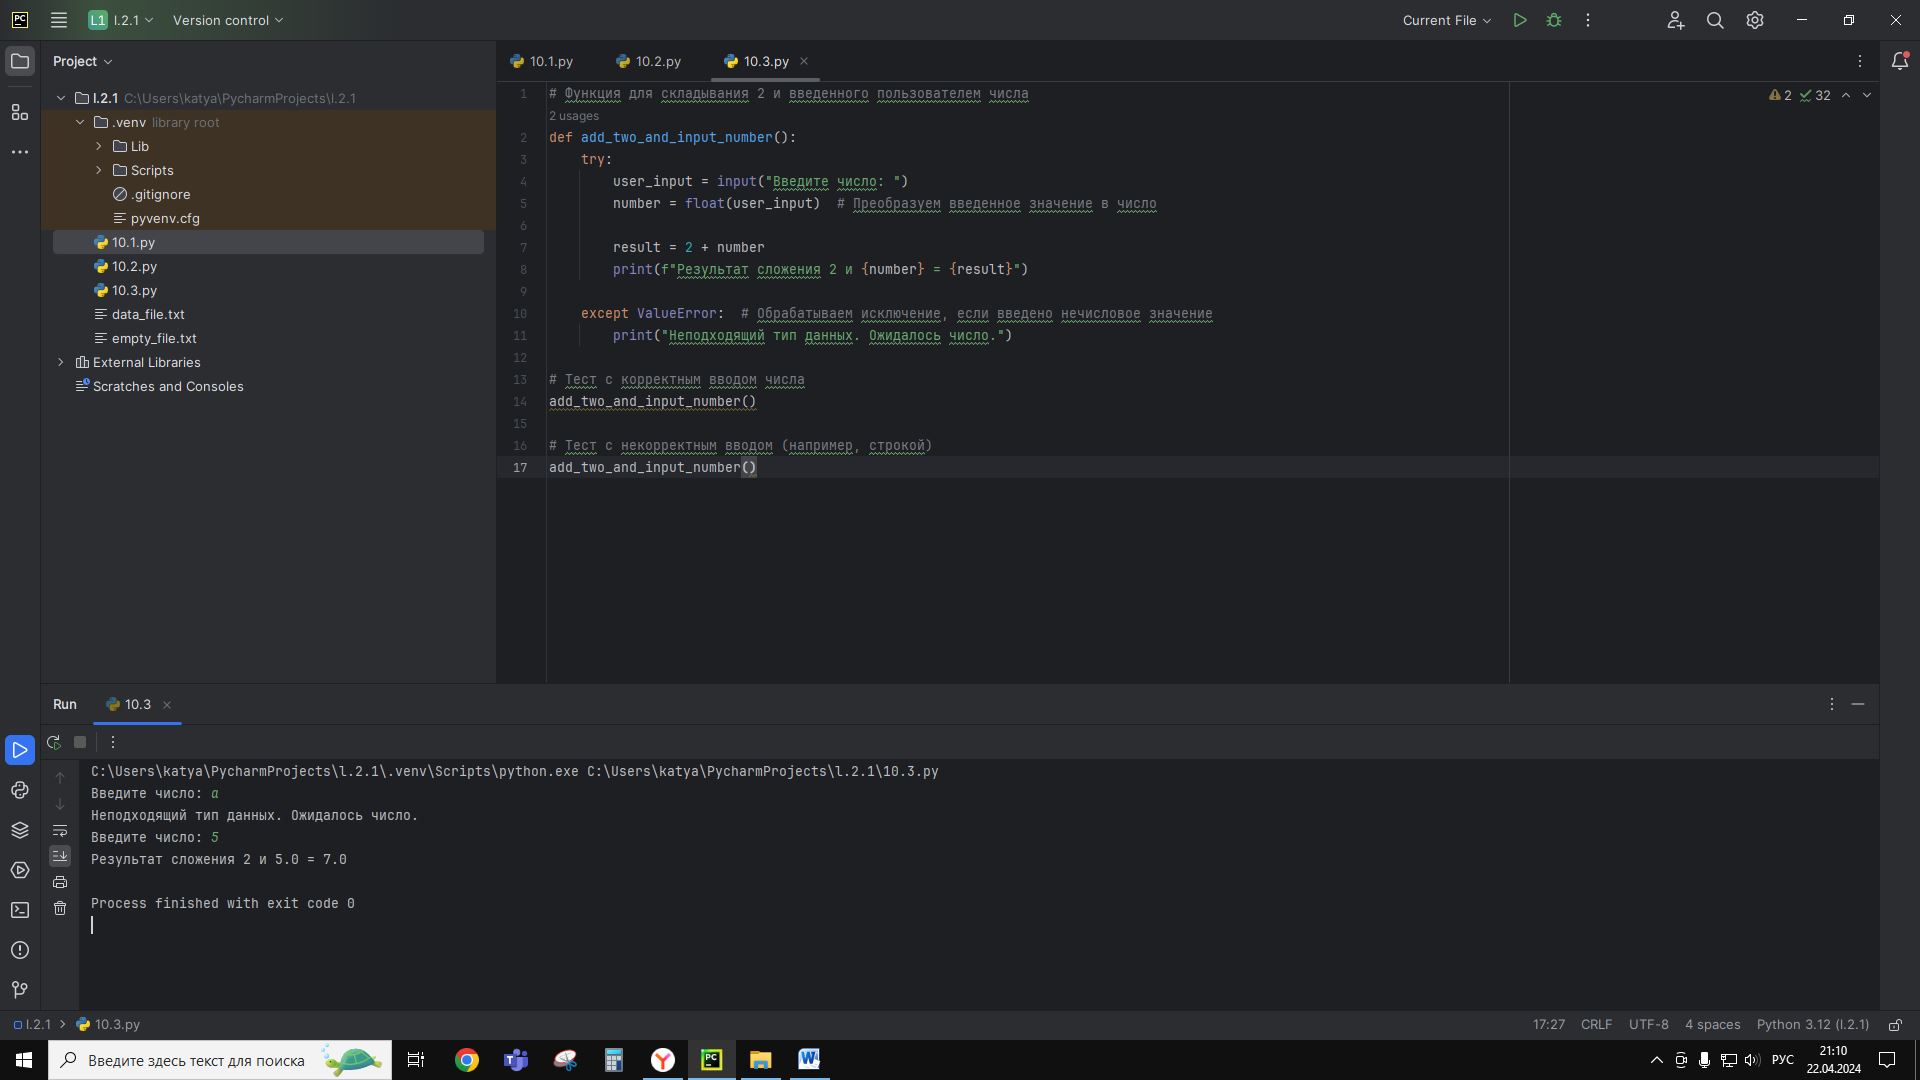 PC L1 l.2.1 Version control Current File
Project
l.2.1 C:\Users\katya\PycharmProjects\l.2.1
.venv library root
Lib
Scripts
.gitignore
pyvenv.cfg
10.1.py
10.2.py
10.3.py
data_file.txt
empty_file.txt
External Libraries
Scratches and Consoles
10.1.py 10.2.py 10.3.py
2 32
1 # Функция для складывания 2 и введенного пользователем числа
2 usages
2 def add_two_and_input_number():
3 try:
4 user_input = input("Введите число: ")
5 number = float(user_input)  # Преобразуем введенное значение в число
6
7 result = 2 + number
8 print(f"Результат сложения 2 и {number} = {result}")
9
10 except ValueError:  # Обрабатываем исключение, если введено нечисловое значение
11 print("Неподходящий тип данных. Ожидалось число.")
12
13 # Тест с корректным вводом числа
14 add_two_and_input_number()
15
16 # Тест с некорректным вводом (например, строкой)
17 add_two_and_input_number()
Run 10.3
C:\Users\katya\PycharmProjects\l.2.1\.venv\Scripts\python.exe C:\Users\katya\PycharmProjects\l.2.1\10.3.py
Введите число: а
Неподходящий тип данных. Ожидалось число.
Введите число: 5
Результат сложения 2 и 5.0 = 7.0
Process finished with exit code 0
l.2.1 10.3.py 17:27 CRLF UTF-8 4 spaces Python 3.12 (l.2.1)
Введите здесь текст для поиска
РУС
21:10
22.04.2024